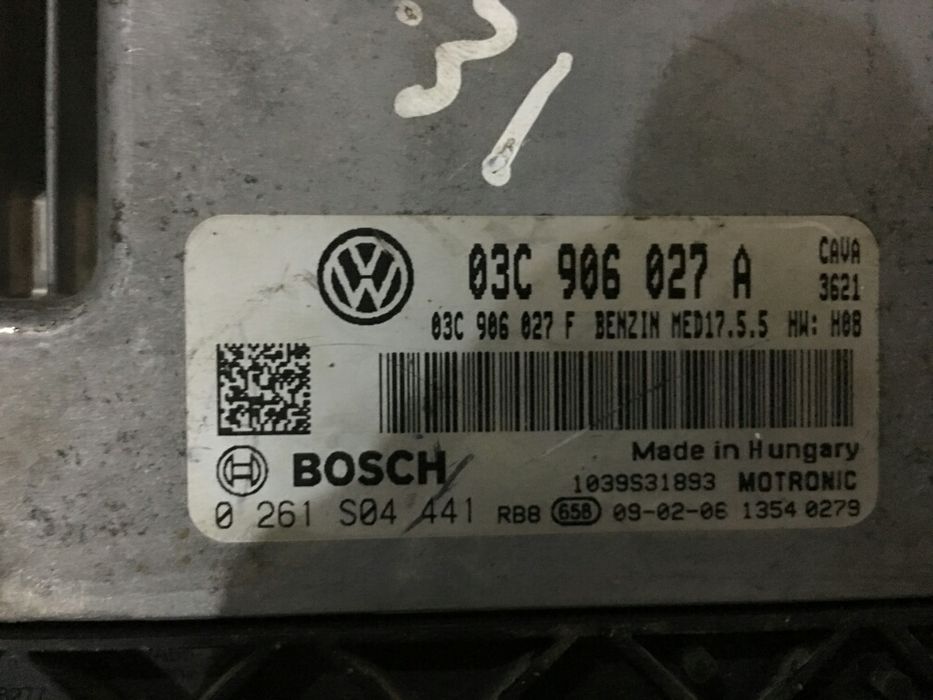 31
03C 906 027 A
CAVA
3621
03C 906 027 F BENZIN MED17.5.5 HW: H08
Made in Hungary
BOSCH
1039S31893 MOTRONIC
0 261 S04 441 RB8 658 09-02-06 1354 0279